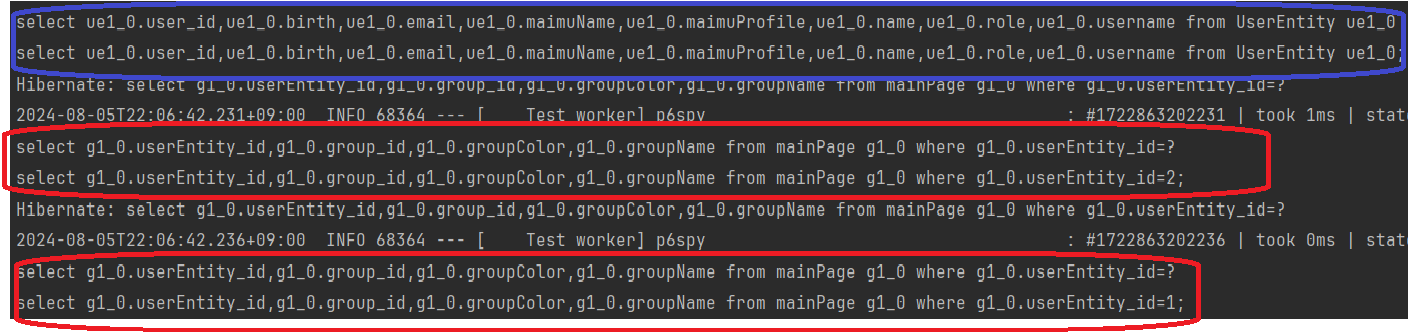 select ue1_0.user_id,ue1_0.birth,ue1_0.email,ue1_0.maimuName,ue1_0.maimuProfile,ue1_0.name,ue1_0.role,ue1_0.username from UserEntity ue1_0
select ue1_0.user_id,ue1_0.birth,ue1_0.email,ue1_0.maimuName,ue1_0.maimuProfile,ue1_0.name,ue1_0.role,ue1_0.username from UserEntity ue1_0;
Hibernate: select g1_0.userEntity_id,g1_0.group_id,g1_0.groupColor,g1_0.groupName from mainPage g1_0 where g1_0.userEntity_id=?
2024-08-05T22:06:42.231+09:00  INFO 68364 --- [    Test worker] p6spy                                    : #1722863202231 | took 1ms | stat
select g1_0.userEntity_id,g1_0.group_id,g1_0.groupColor,g1_0.groupName from mainPage g1_0 where g1_0.userEntity_id=?
select g1_0.userEntity_id,g1_0.group_id,g1_0.groupColor,g1_0.groupName from mainPage g1_0 where g1_0.userEntity_id=2;
Hibernate: select g1_0.userEntity_id,g1_0.group_id,g1_0.groupColor,g1_0.groupName from mainPage g1_0 where g1_0.userEntity_id=?
2024-08-05T22:06:42.236+09:00  INFO 68364 --- [    Test worker] p6spy                                    : #1722863202236 | took 0ms | stat
select g1_0.userEntity_id,g1_0.group_id,g1_0.groupColor,g1_0.groupName from mainPage g1_0 where g1_0.userEntity_id=?
select g1_0.userEntity_id,g1_0.group_id,g1_0.groupColor,g1_0.groupName from mainPage g1_0 where g1_0.userEntity_id=1;